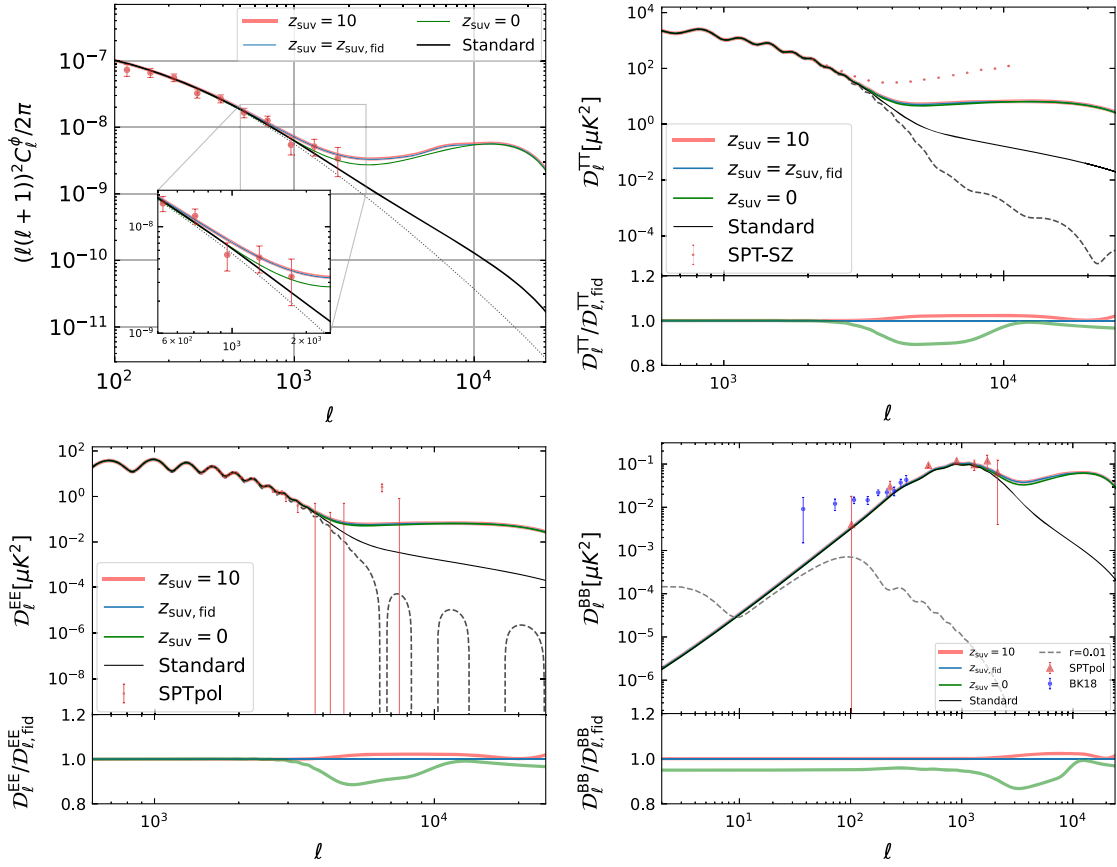 z_suv = 10
z_suv = z_suv, fid
z_suv = 0
Standard
10^-7
10^-8
10^-9
10^-10
10^-11
(ℓ(ℓ + 1))^2 C_ℓ^ϕ/2π
10^-8
10^-9
6 × 10^2
10^3
2 × 10^3
10^2
10^3
10^4
ℓ
10^4
10^2
10^0
10^-2
10^-4
D_ℓ^TT [μK^2]
z_suv = 10
z_suv = z_suv, fid
z_suv = 0
Standard
SPT-SZ
1.2
1.0
0.8
D_ℓ^TT/D_ℓ, fid^TT
10^3
10^4
ℓ
10^2
10^0
10^-2
10^-4
10^-6
10^-8
D_ℓ^EE [μK^2]
z_suv = 10
z_suv, fid
z_suv = 0
Standard
SPTpol
1.2
1.0
0.8
D_ℓ^EE/D_ℓ, fid^EE
10^3
10^4
ℓ
10^-1
10^-2
10^-3
10^-4
10^-5
10^-6
D_ℓ^BB [μK^2]
z_suv = 10
z_suv, fid
z_suv = 0
Standard
r=0.01
SPTpol
BK18
1.2
1.0
0.8
D_ℓ^BB/D_ℓ, fid^BB
10^1
10^2
10^3
10^4
ℓ